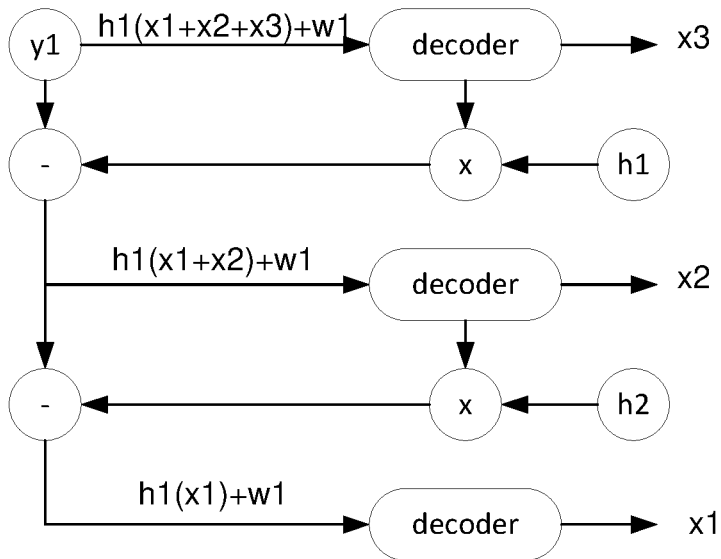 y1
h1(x1+x2+x3)+w1
decoder
x3
-
x
h1
h1(x1+x2)+w1
decoder
x2
-
x
h2
h1(x1)+w1
decoder
x1